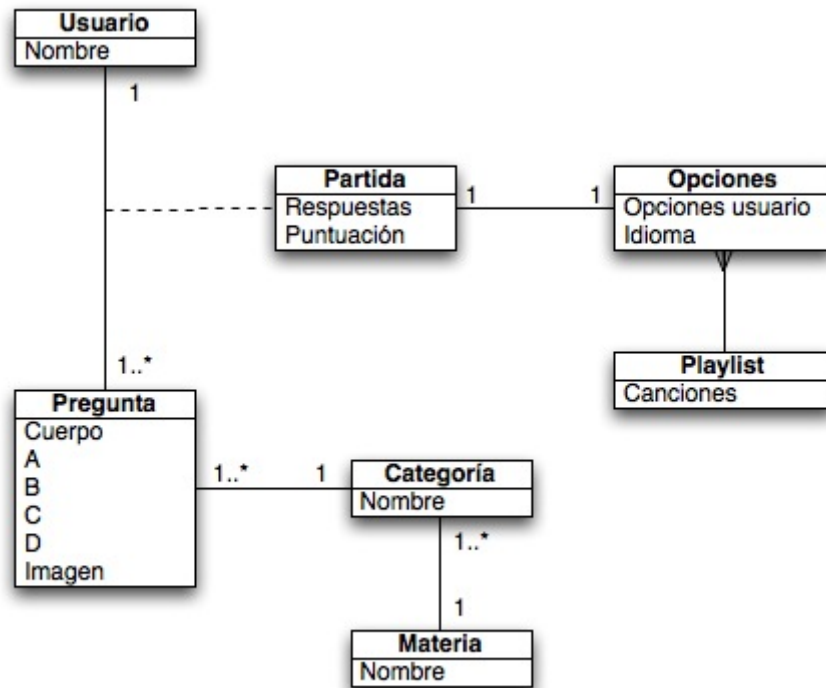 Usuario
Nombre
1
Partida
Respuestas
Puntuación
1
1
Opciones
Opciones usuario
Idioma
Playlist
Canciones
1..*
Pregunta
Cuerpo
A
B
C
D
Imagen
1..*
1
Categoría
Nombre
1..*
1
Materia
Nombre